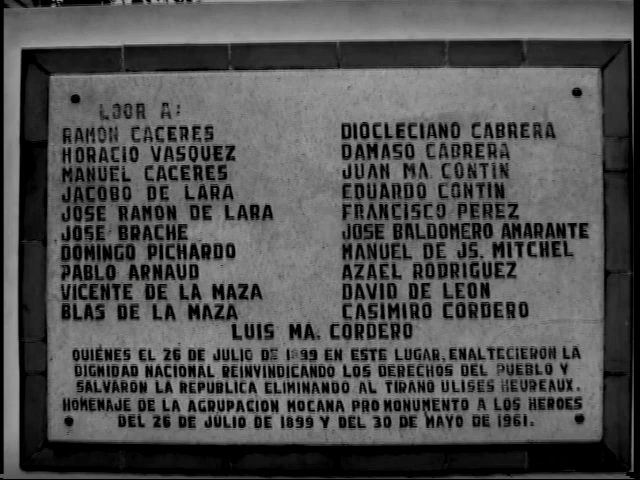 LOOR A:
RAMON CACERES
HORACIO VASQUEZ
MANUEL CACERES
JACOBO DE LARA
JOSE RAMON DE LARA
JOSE BRACHE
DOMINGO PICHARDO
PABLO ARNAUD
VICENTE DE LA MAZA
BLAS DE LA MAZA
DIOCLECIANO CABRERA
DAMASO CABRERA
JUAN MA. CONTIN
EDUARDO CONTIN
FRANCISCO PEREZ
JOSE BALDOMERO AMARANTE
MANUEL DE JS. MITCHEL
AZAEL RODRIGUEZ
DAVID DE LEON
CASIMIRO CORDERO
LUIS MA. CORDERO
QUIENES EL 26 DE JULIO DE 1899 EN ESTE LUGAR, ENALTECIERON LA
DIGNIDAD NACIONAL REINVINDICANDO LOS DERECHOS DEL PUEBLO Y
SALVARON LA REPUBLICA ELIMINANDO AL TIRANO ULISES HEUREAUX.
HOMENAJE DE LA AGRUPACION MOCANA PRO MONUMENTO A LOS HEROES
DEL 26 DE JULIO DE 1899 Y DEL 30 DE MAYO DE 1961.